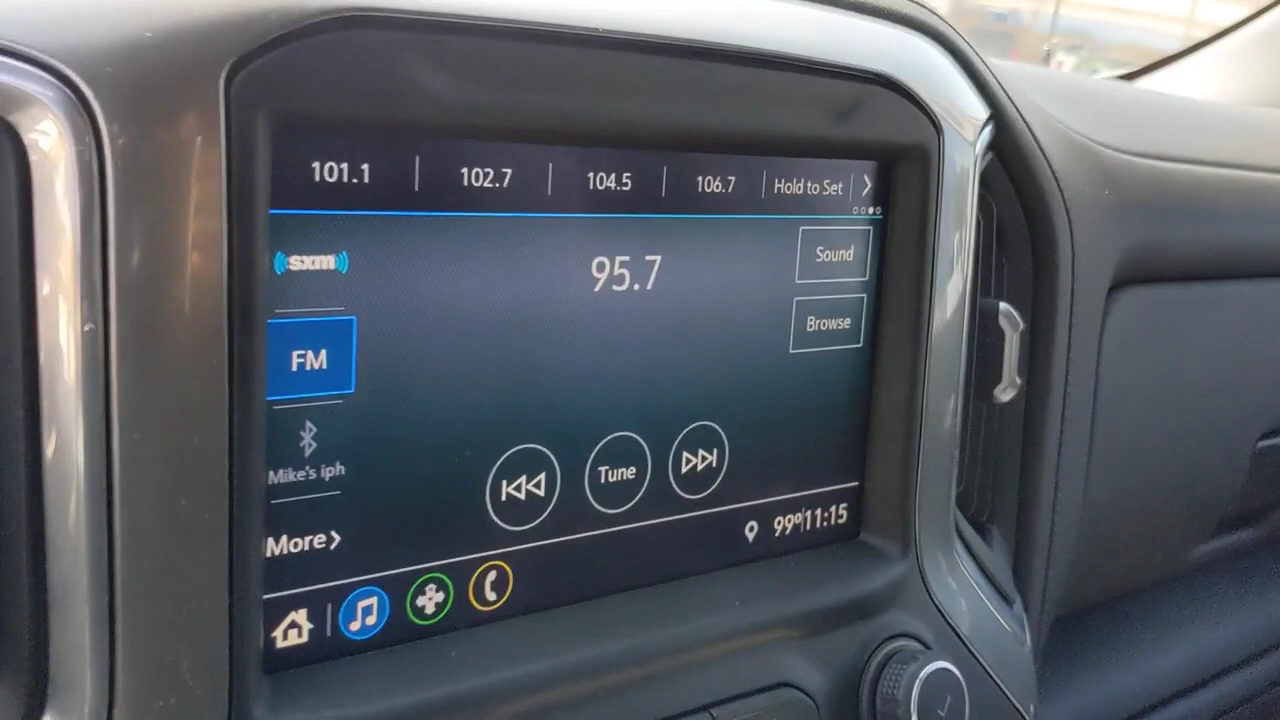 101.1 102.7 104.5 106.7 Hold to Set
sxm
95.7
Sound
Browse
FM
Mike's iph
Tune
More
99° 11:15